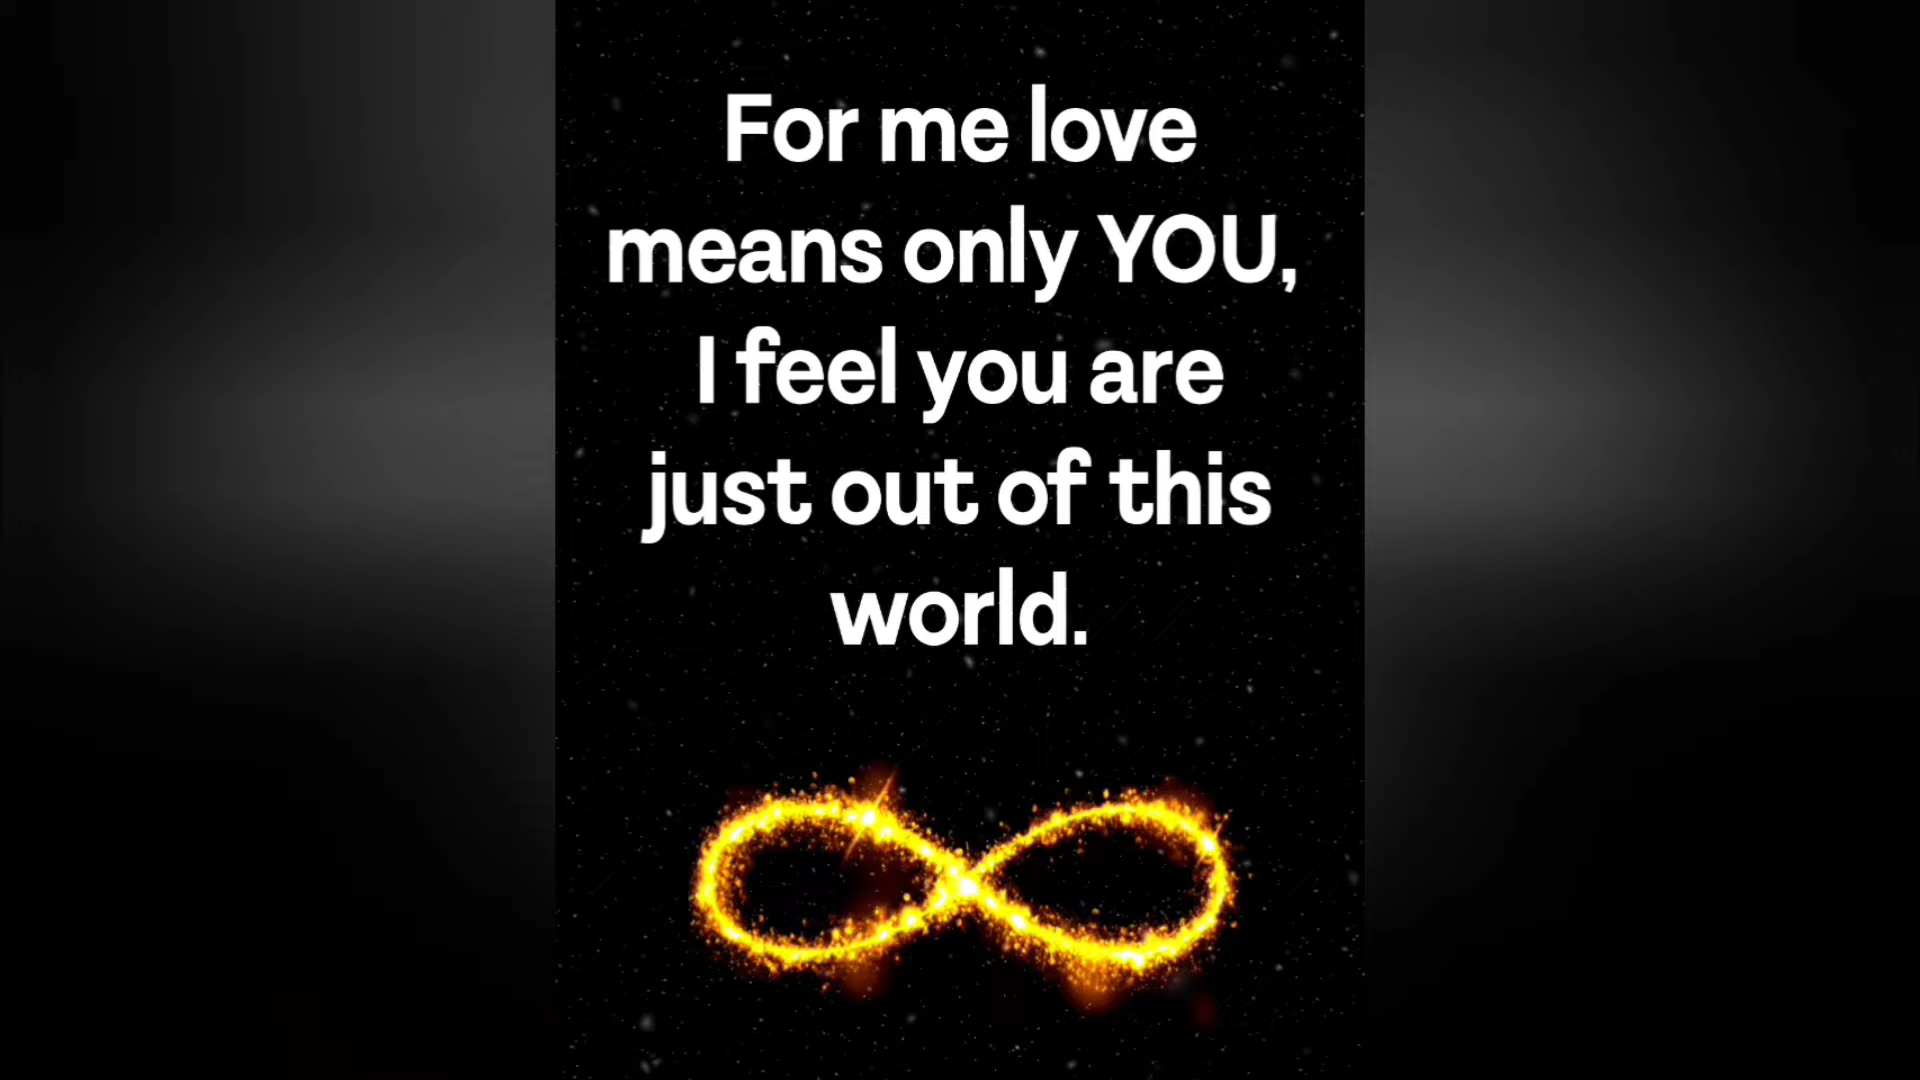 For me love
means only YOU,
I feel you are
just out of this
world.